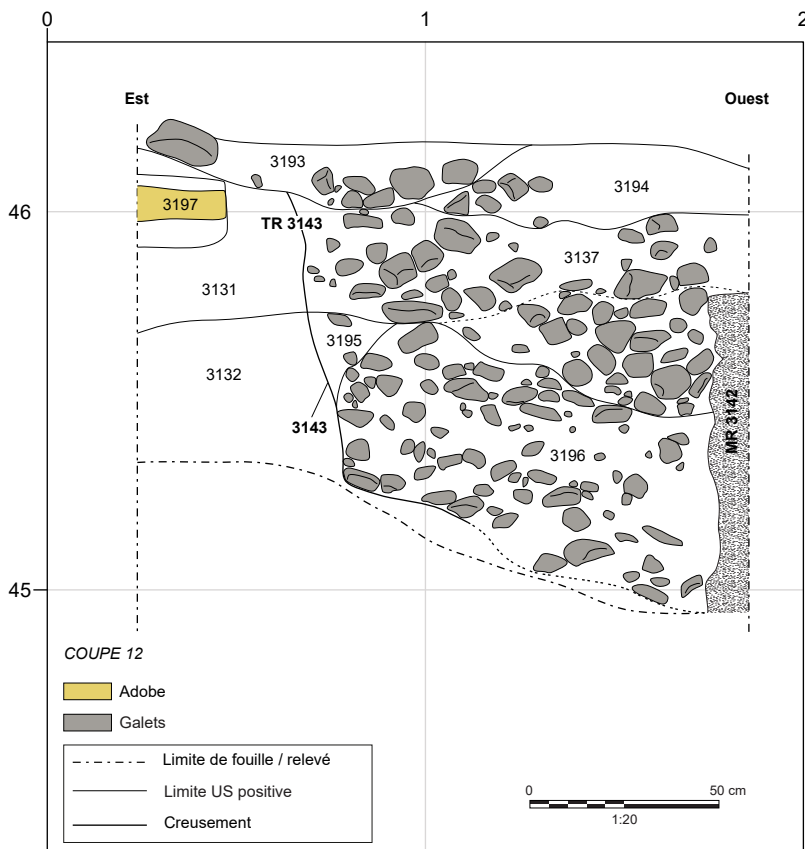 0 1 2
Est Ouest
3193
3194
46
3197
TR 3143
3137
3131
3195
3132
MR 3142
3143
3196
45
COUPE 12
Adobe
Galets
Limite de fouille / relevé
Limite US positive
Creusement
0 50 cm
1:20